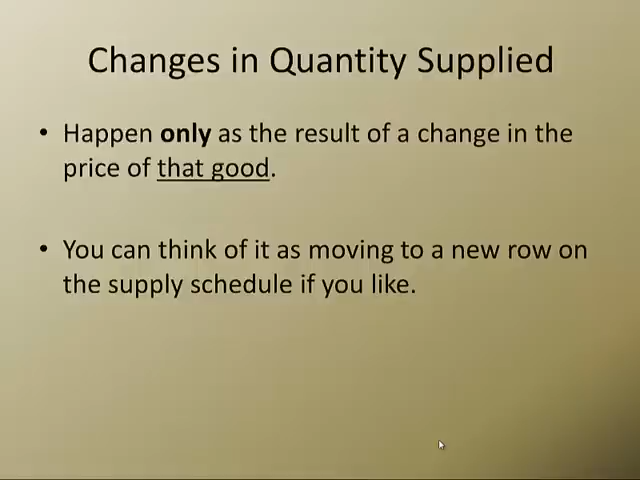 Changes in Quantity Supplied
• Happen only as the result of a change in the
price of that good.
• You can think of it as moving to a new row on
the supply schedule if you like.